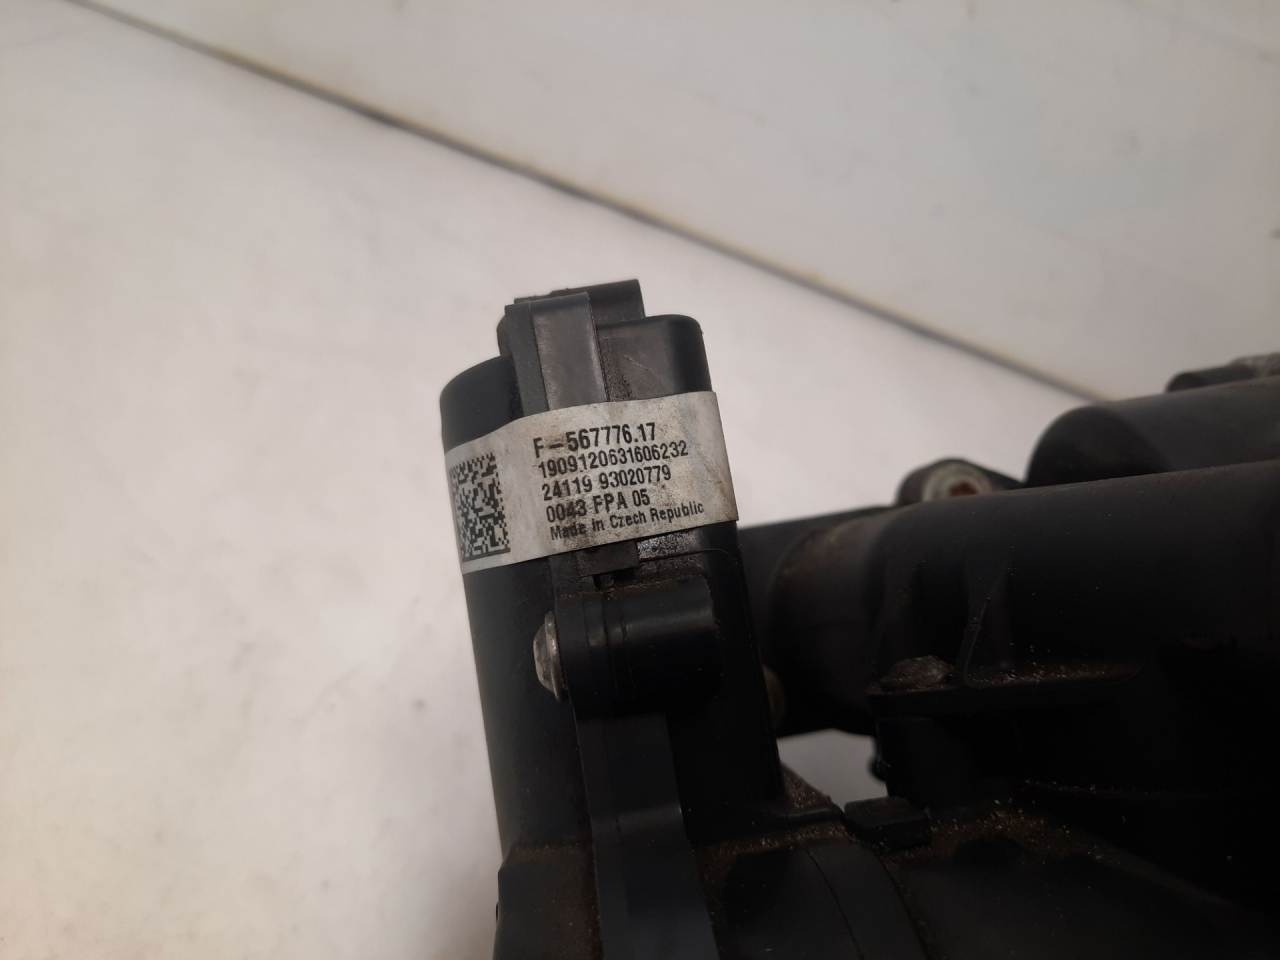 F-567776.17
1909120631606232
24119 93020779
0043 FPA 05
Made in Czech Republic